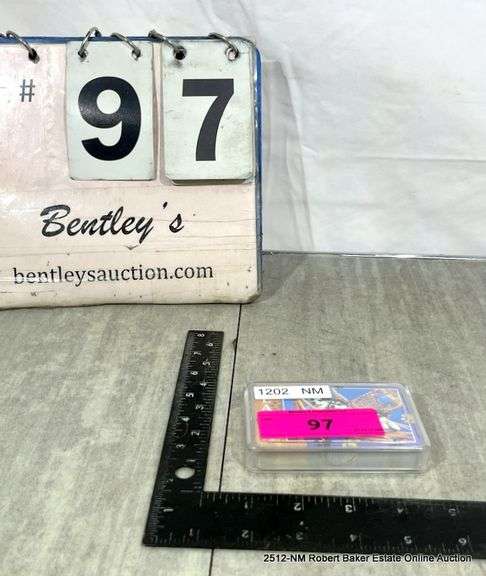 # 97
Bentley's
bentleysauction.com
1202 NM
97
2512-NM Robert Baker Estate Online Auction